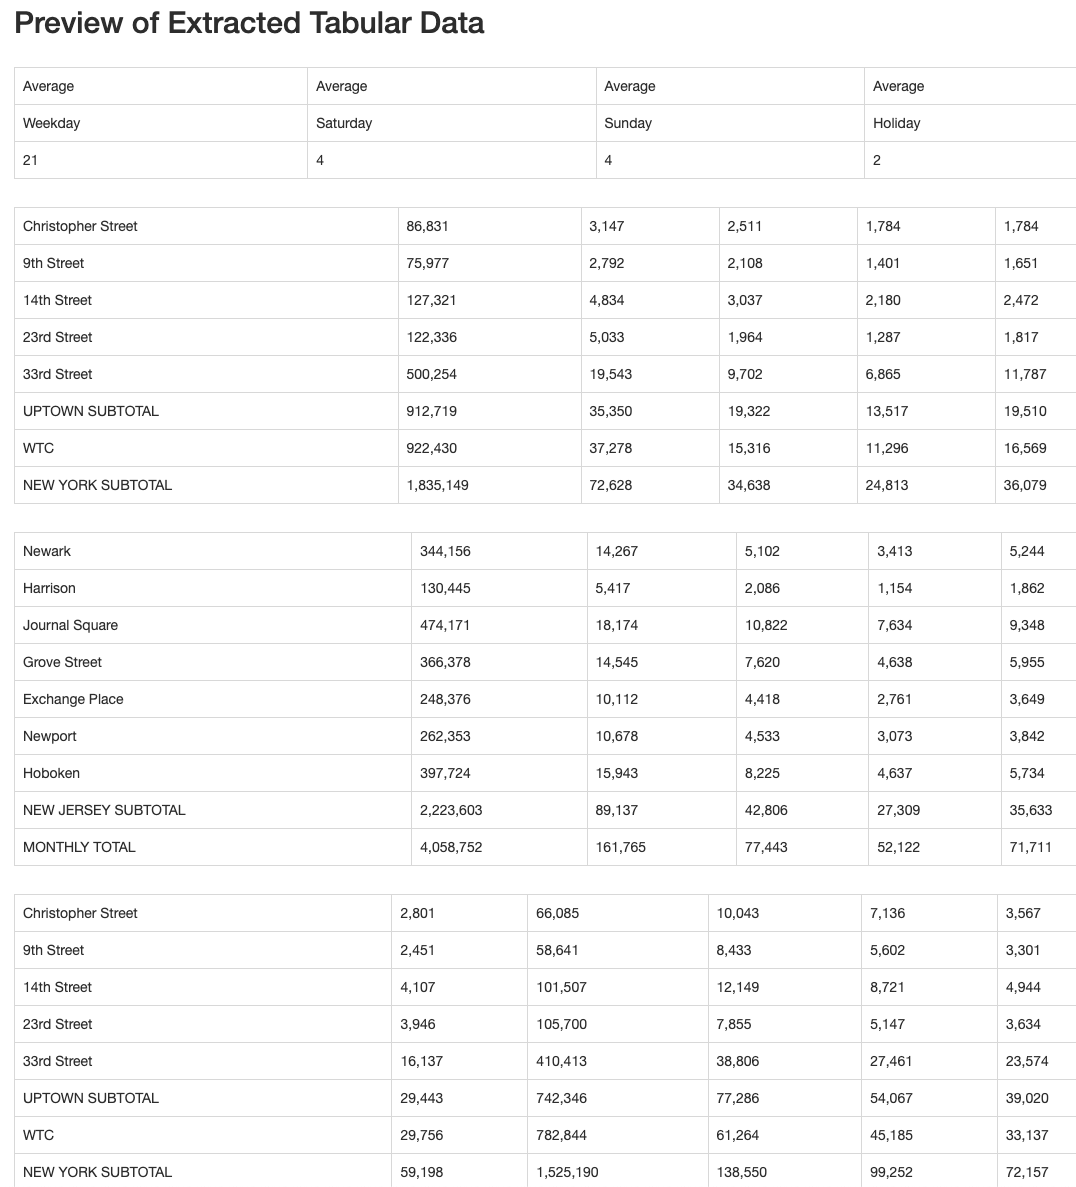 Preview of Extracted Tabular Data
Average Average Average Average
Weekday Saturday Sunday Holiday
21 4 4 2
Christopher Street 86,831 3,147 2,511 1,784 1,784
9th Street 75,977 2,792 2,108 1,401 1,651
14th Street 127,321 4,834 3,037 2,180 2,472
23rd Street 122,336 5,033 1,964 1,287 1,817
33rd Street 500,254 19,543 9,702 6,865 11,787
UPTOWN SUBTOTAL 912,719 35,350 19,322 13,517 19,510
WTC 922,430 37,278 15,316 11,296 16,569
NEW YORK SUBTOTAL 1,835,149 72,628 34,638 24,813 36,079
Newark 344,156 14,267 5,102 3,413 5,244
Harrison 130,445 5,417 2,086 1,154 1,862
Journal Square 474,171 18,174 10,822 7,634 9,348
Grove Street 366,378 14,545 7,620 4,638 5,955
Exchange Place 248,376 10,112 4,418 2,761 3,649
Newport 262,353 10,678 4,533 3,073 3,842
Hoboken 397,724 15,943 8,225 4,637 5,734
NEW JERSEY SUBTOTAL 2,223,603 89,137 42,806 27,309 35,633
MONTHLY TOTAL 4,058,752 161,765 77,443 52,122 71,711
Christopher Street 2,801 66,085 10,043 7,136 3,567
9th Street 2,451 58,641 8,433 5,602 3,301
14th Street 4,107 101,507 12,149 8,721 4,944
23rd Street 3,946 105,700 7,855 5,147 3,634
33rd Street 16,137 410,413 38,806 27,461 23,574
UPTOWN SUBTOTAL 29,443 742,346 77,286 54,067 39,020
WTC 29,756 782,844 61,264 45,185 33,137
NEW YORK SUBTOTAL 59,198 1,525,190 138,550 99,252 72,157